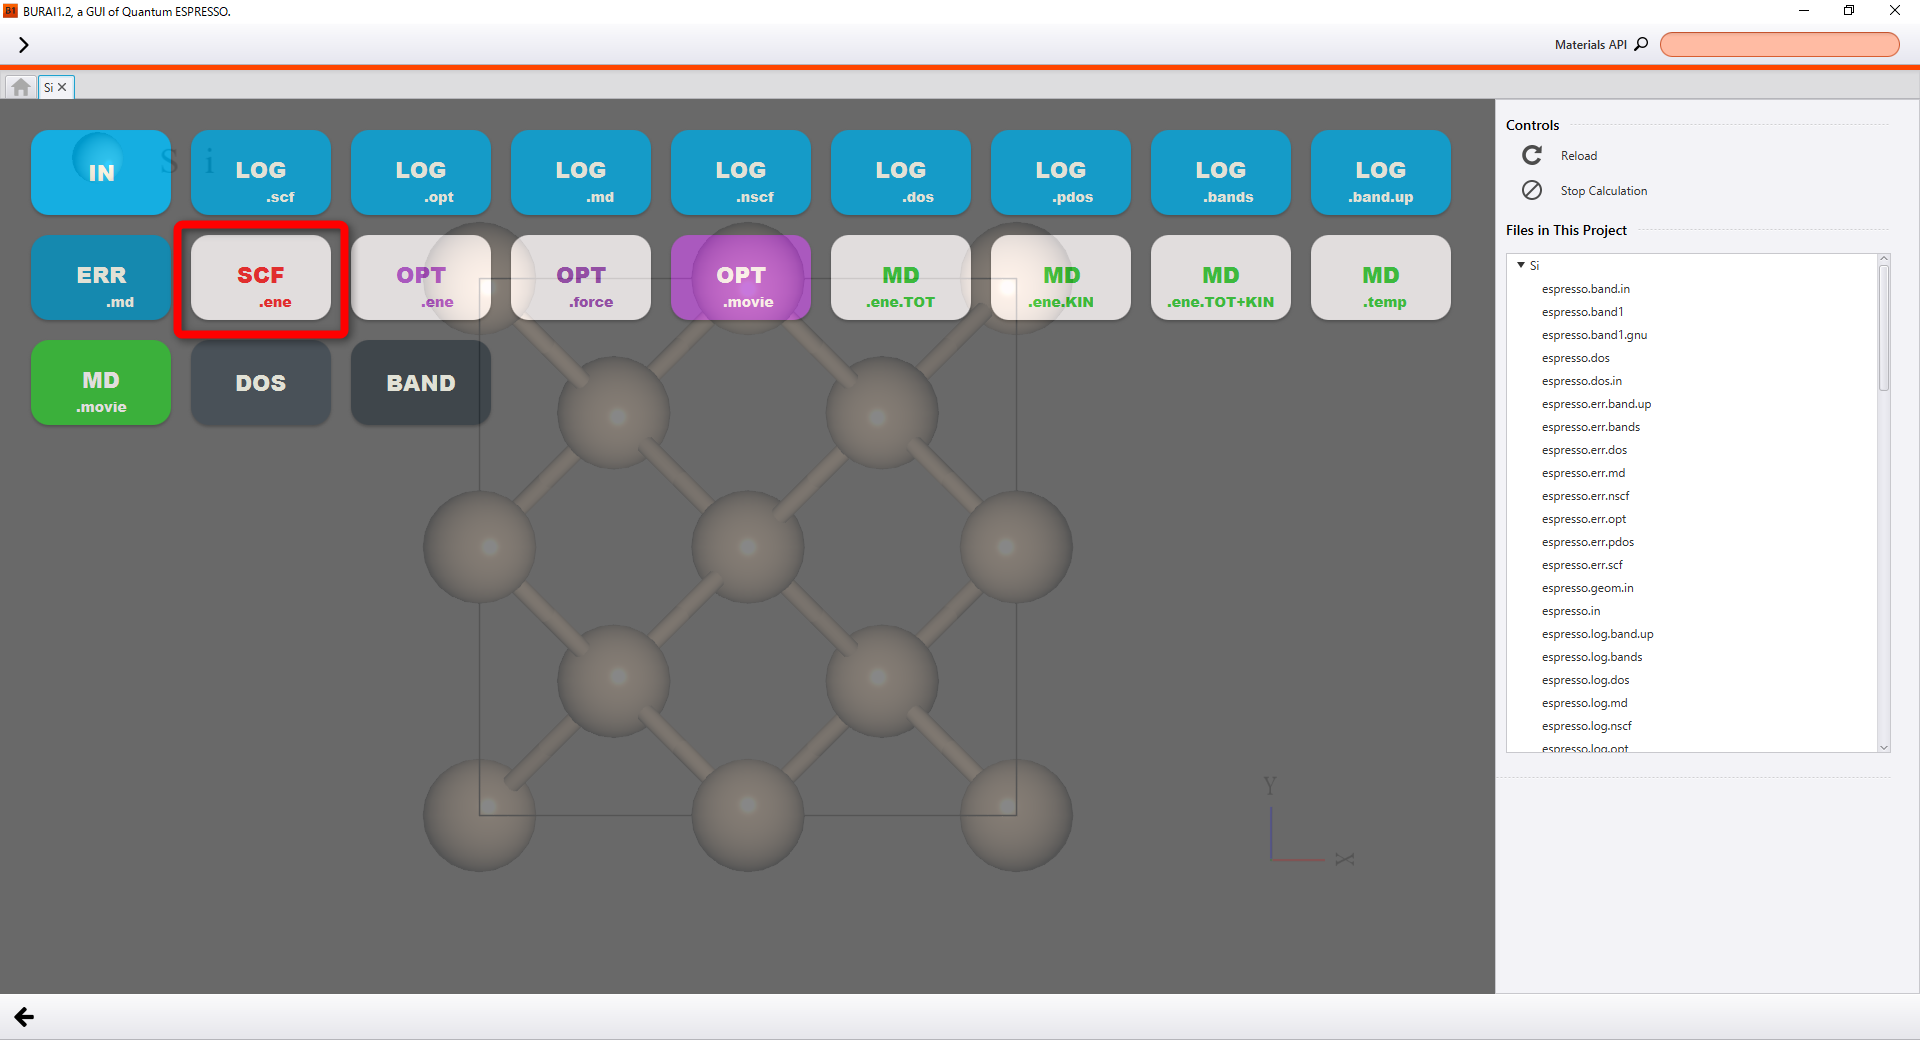 BURAI1.2, a GUI of Quantum ESPRESSO.
Materials API
Si
Si
IN
LOG
.scf
LOG
.opt
LOG
.md
LOG
.nscf
LOG
.dos
LOG
.pdos
LOG
.bands
LOG
.band.up
ERR
.md
SCF
.ene
OPT
.ene
OPT
.force
OPT
.movie
MD
.ene.TOT
MD
.ene.KIN
MD
.ene.TOT+KIN
MD
.temp
MD
.movie
DOS
BAND
Y
X
Controls
Reload
Stop Calculation
Files in This Project
Si
espresso.band.in
espresso.band1
espresso.band1.gnu
espresso.dos
espresso.dos.in
espresso.err.band.up
espresso.err.bands
espresso.err.dos
espresso.err.md
espresso.err.nscf
espresso.err.opt
espresso.err.pdos
espresso.err.scf
espresso.geom.in
espresso.in
espresso.log.band.up
espresso.log.bands
espresso.log.dos
espresso.log.md
espresso.log.nscf
espresso.log.opt